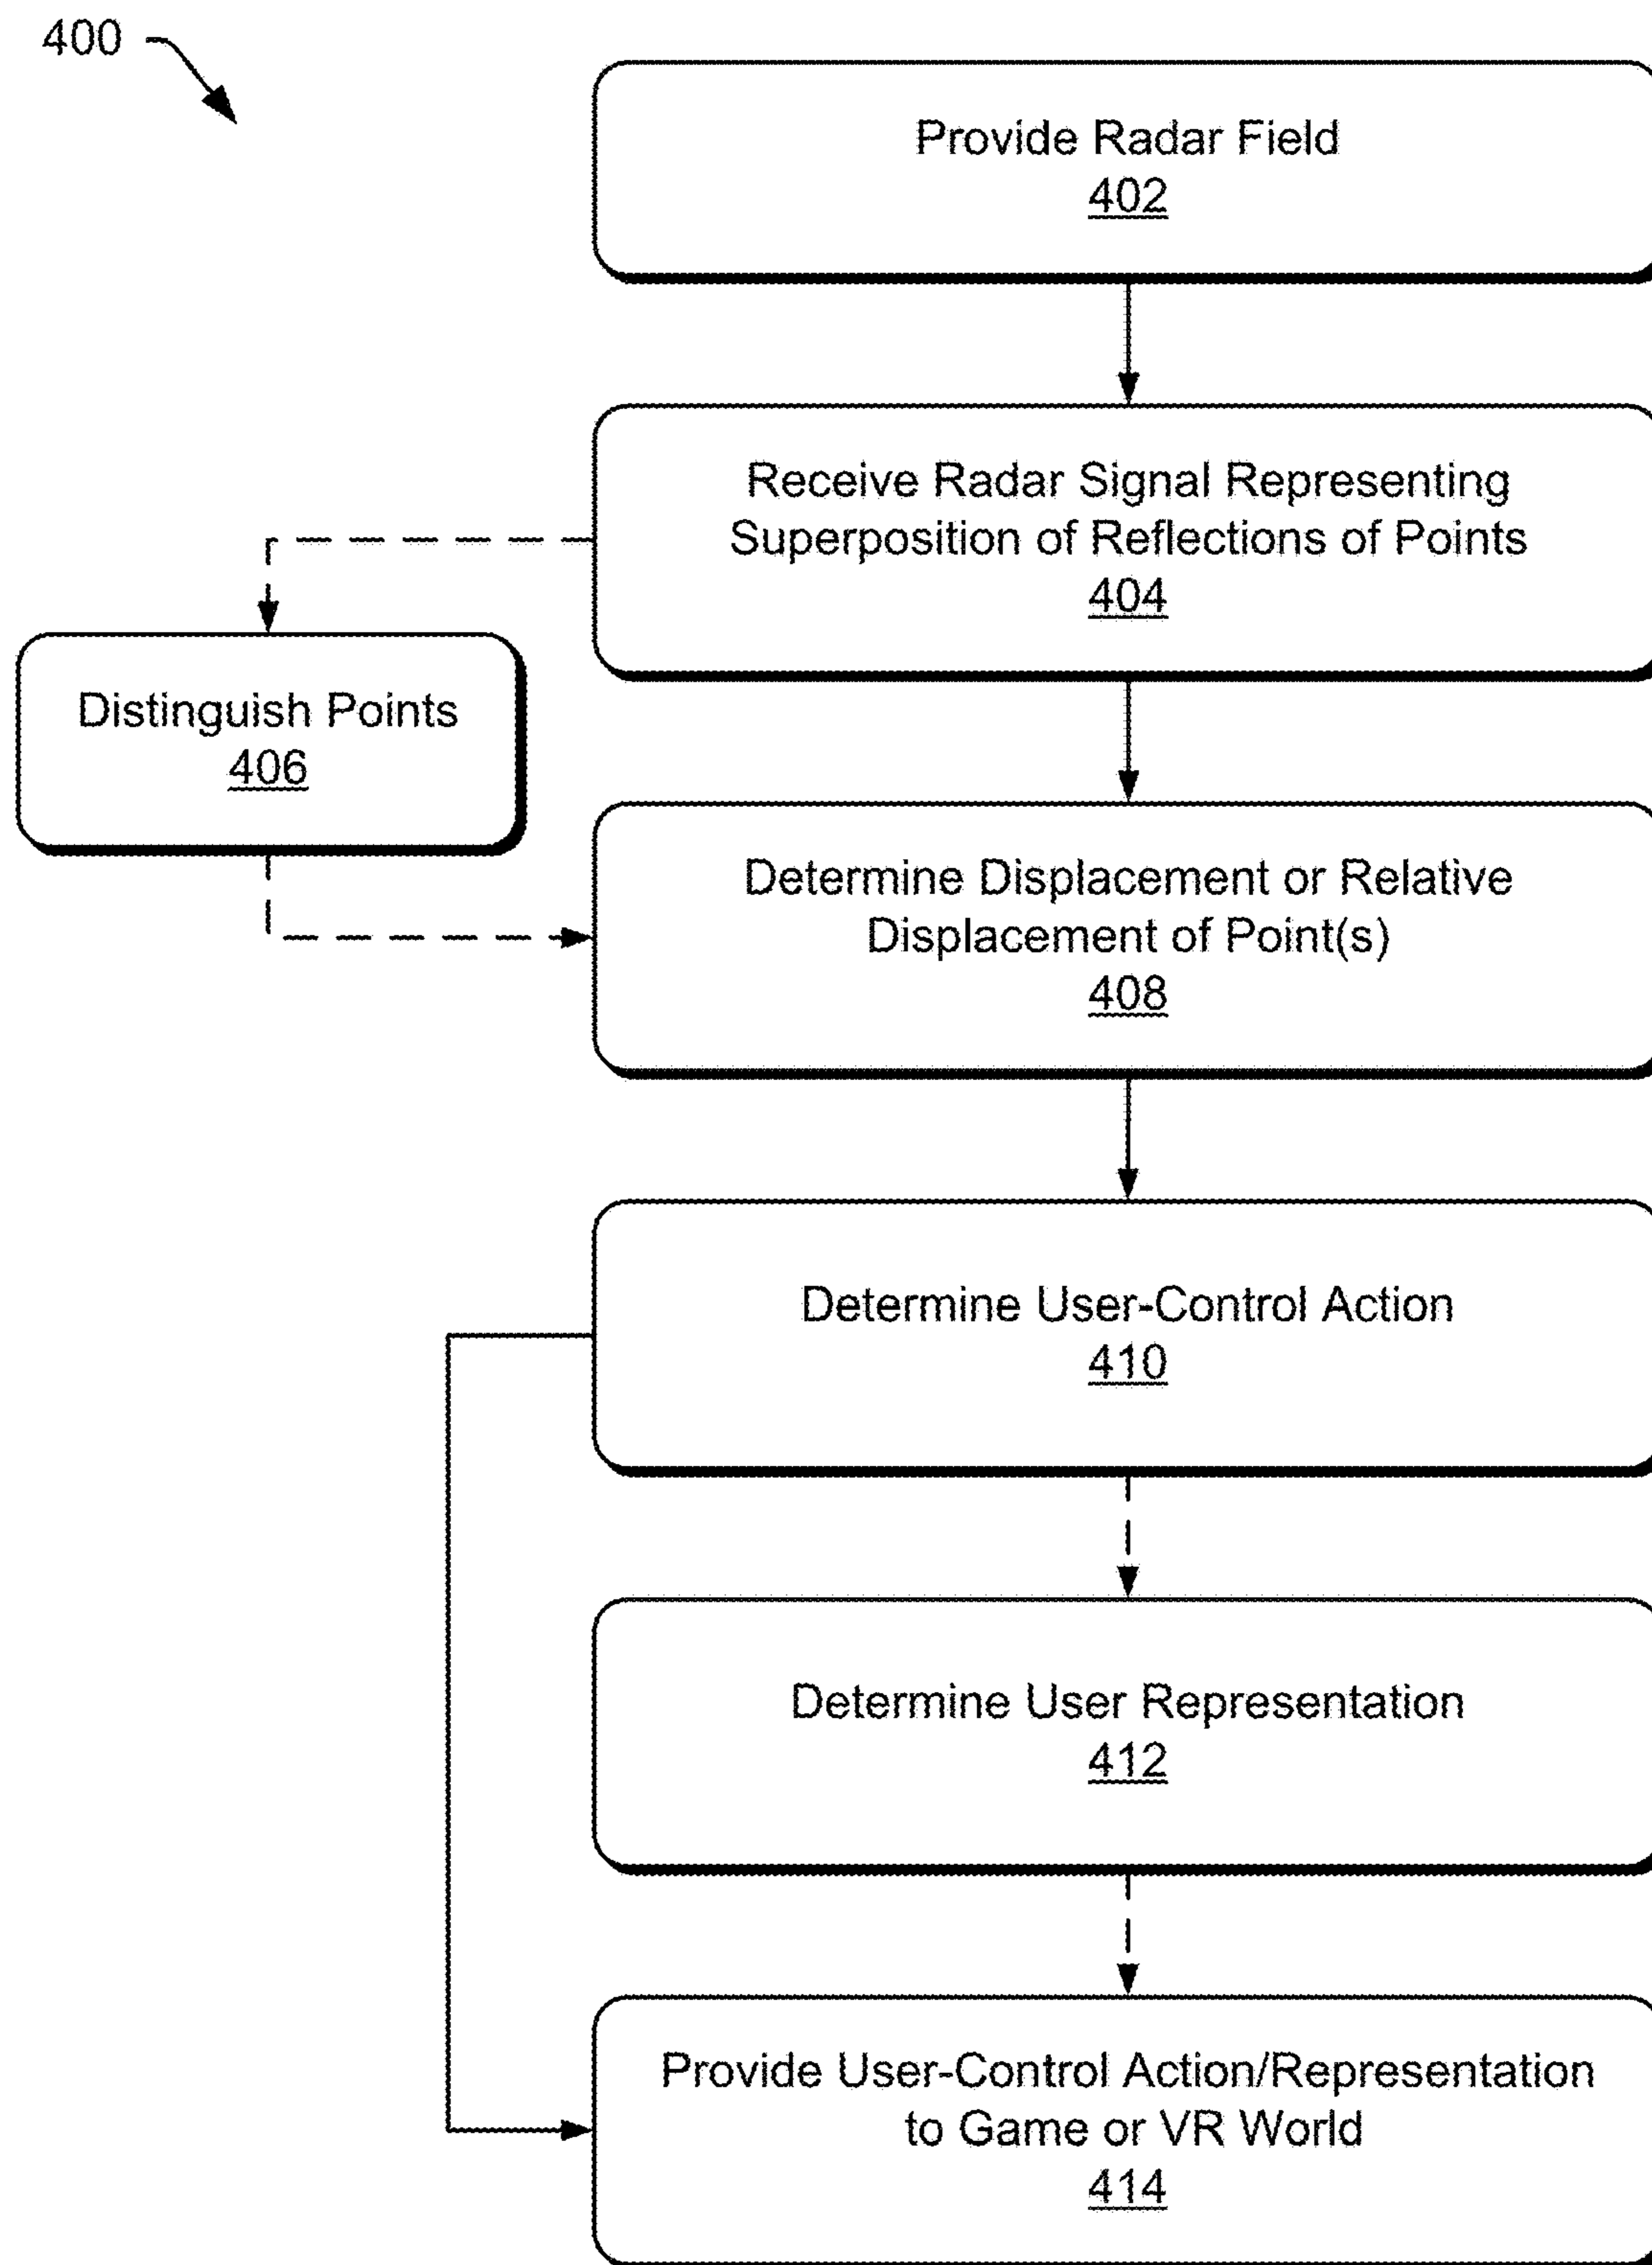 400
Provide Radar Field
402
Receive Radar Signal Representing
Superposition of Reflections of Points
404
Distinguish Points
406
Determine Displacement or Relative
Displacement of Point(s)
408
Determine User-Control Action
410
Determine User Representation
412
Provide User-Control Action/Representation
to Game or VR World
414